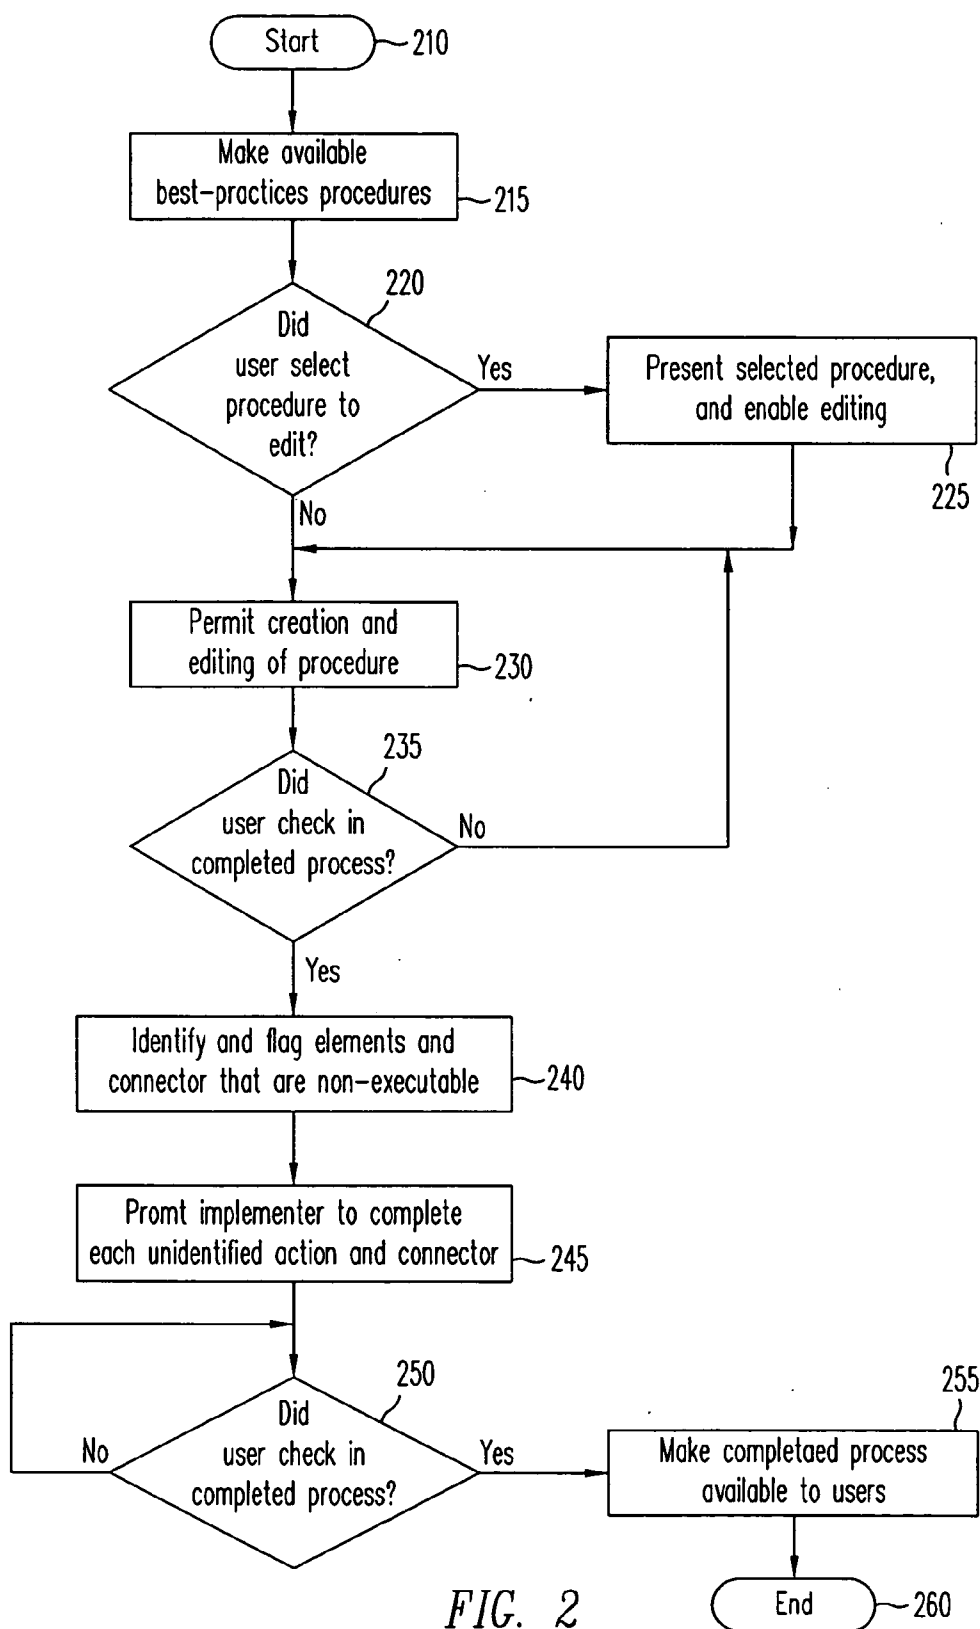 Start
210
Make available
best-practices procedures
215
220
Did
user select
procedure to
edit?
Yes
Present selected procedure,
and enable editing
225
No
Permit creation and
editing of procedure
230
235
Did
user check in
completed process?
No
Yes
Identify and flag elements and
connector that are non-executable
240
Promt implementer to complete
each unidentified action and connector
245
250
Did
user check in
completed process?
No
Yes
255
Make completaed process
available to users
End
260
FIG. 2